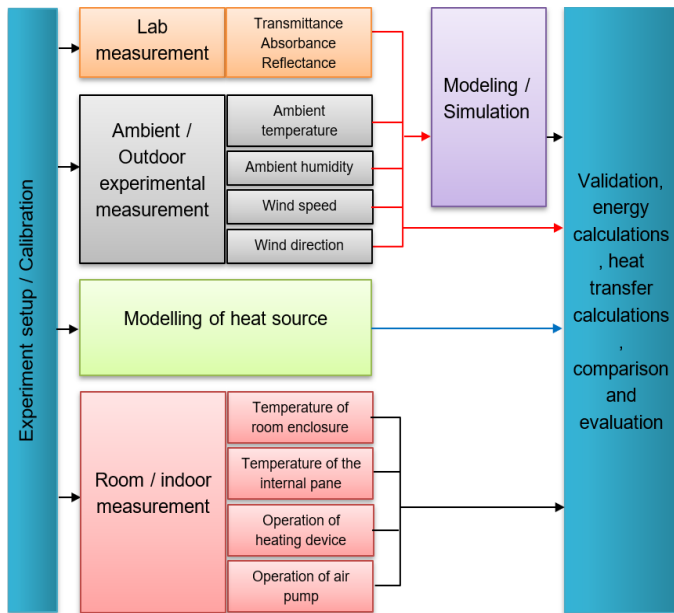 Experiment setup / Calibration
Lab
measurement
Transmittance
Absorbance
Reflectance
Modeling /
Simulation
Ambient /
Outdoor
experimental
measurement
Ambient
temperature
Ambient humidity
Wind speed
Wind direction
Modelling of heat source
Room / indoor
measurement
Temperature of
room enclosure
Temperature of the
internal pane
Operation of
heating device
Operation of air
pump
Validation,
energy
calculations
, heat
transfer
calculations
,
comparison
and
evaluation